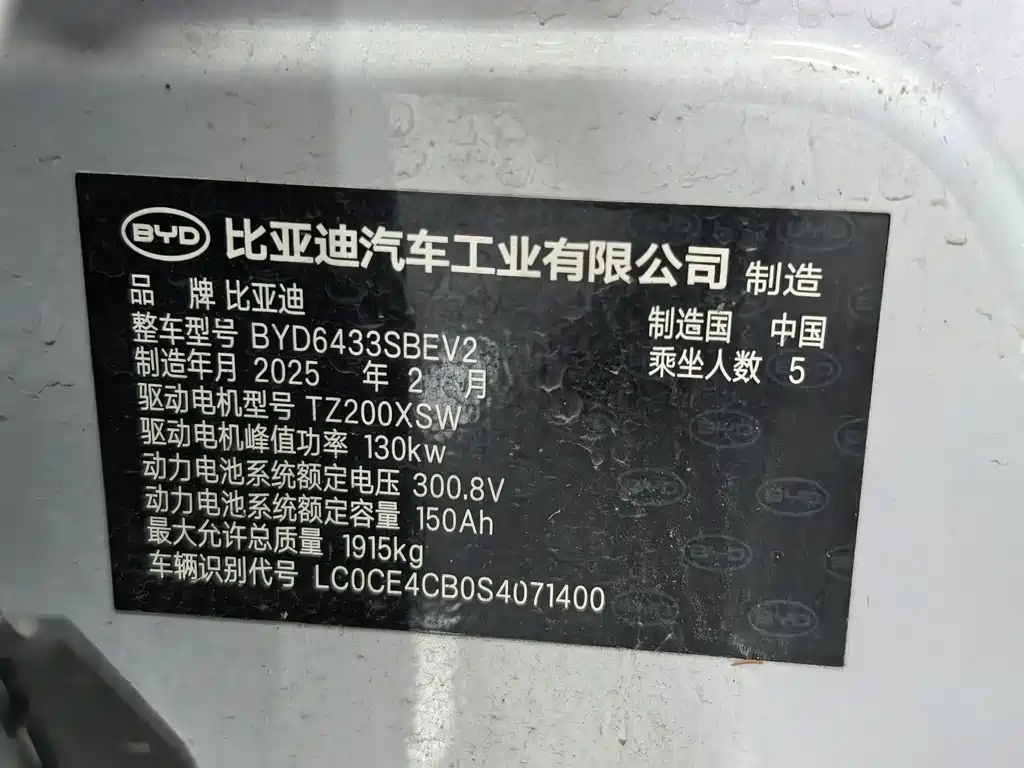 BYD 比亚迪汽车工业有限公司 制造
品 牌 比亚迪
制造国 中国
整车型号 BYD6433SBEV2
乘坐人数 5
制造年月 2025 年 2 月
驱动电机型号 TZ200XSW
驱动电机峰值功率 130kw
动力电池系统额定电压 300.8V
动力电池系统额定容量 150Ah
最大允许总质量 1915kg
车辆识别代号 LC0CE4CB0S4071400